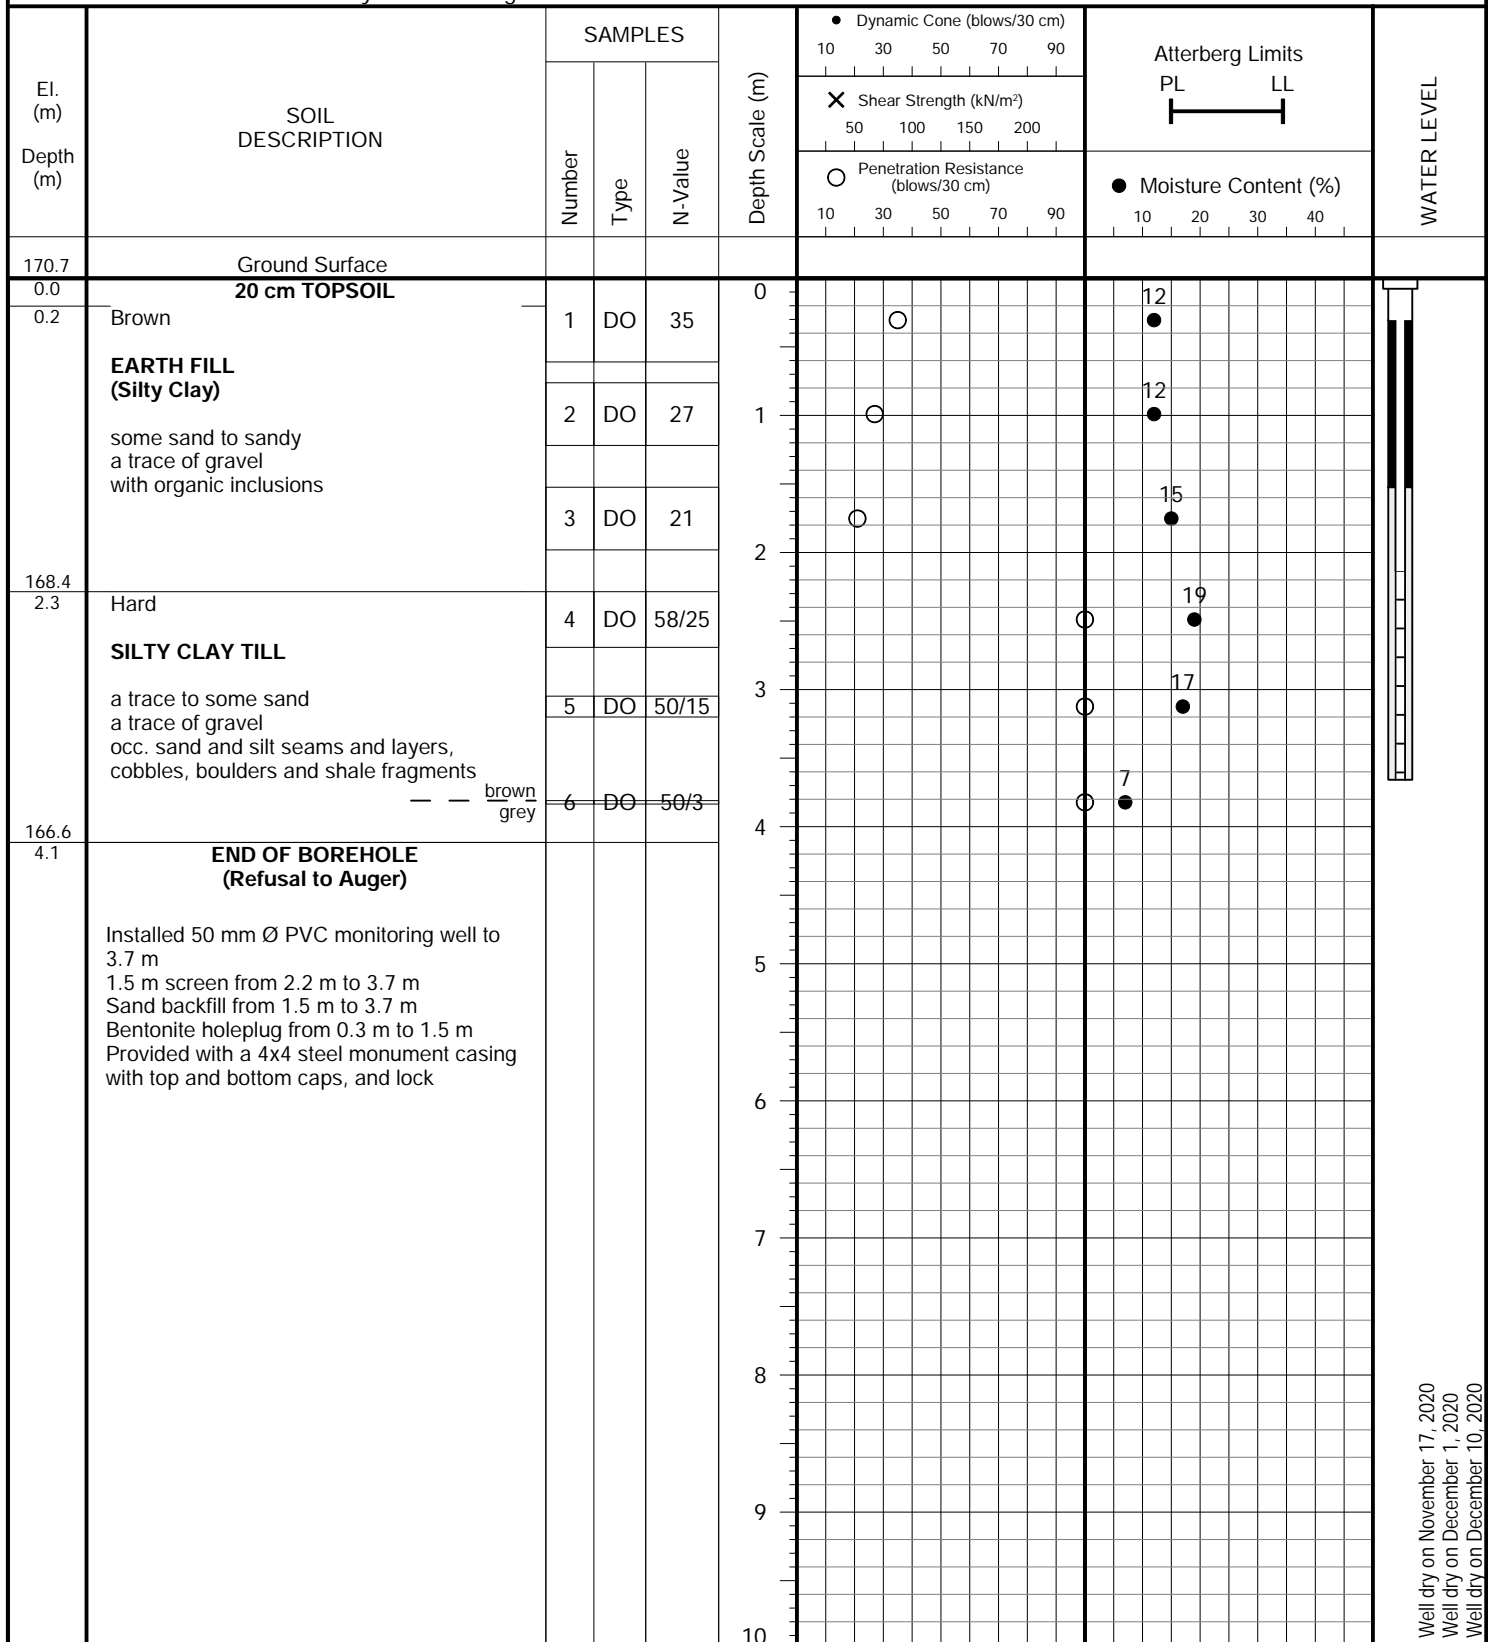 SAMPLES
El.
(m)
Depth
(m)
SOIL
DESCRIPTION
Number
Type
N-Value
Depth Scale (m)
● Dynamic Cone (blows/30 cm)
10 30 50 70 90
✕ Shear Strength (kN/m²)
50 100 150 200
○ Penetration Resistance
(blows/30 cm)
10 30 50 70 90
Atterberg Limits
PL LL
● Moisture Content (%)
10 20 30 40
WATER LEVEL
170.7 Ground Surface
0.0 20 cm TOPSOIL
0.2 Brown
EARTH FILL
(Silty Clay)
some sand to sandy
a trace of gravel
with organic inclusions
1 DO 35
2 DO 27
3 DO 21
168.4
2.3 Hard
SILTY CLAY TILL
a trace to some sand
a trace of gravel
occ. sand and silt seams and layers,
cobbles, boulders and shale fragments
brown
grey
4 DO 58/25
5 DO 50/15
6 DO 50/3
166.6
4.1 END OF BOREHOLE
(Refusal to Auger)
Installed 50 mm Ø PVC monitoring well to
3.7 m
1.5 m screen from 2.2 m to 3.7 m
Sand backfill from 1.5 m to 3.7 m
Bentonite holeplug from 0.3 m to 1.5 m
Provided with a 4x4 steel monument casing
with top and bottom caps, and lock
0
1
2
3
4
5
6
7
8
9
10
12
12
15
19
17
7
Well dry on November 17, 2020
Well dry on December 1, 2020
Well dry on December 10, 2020